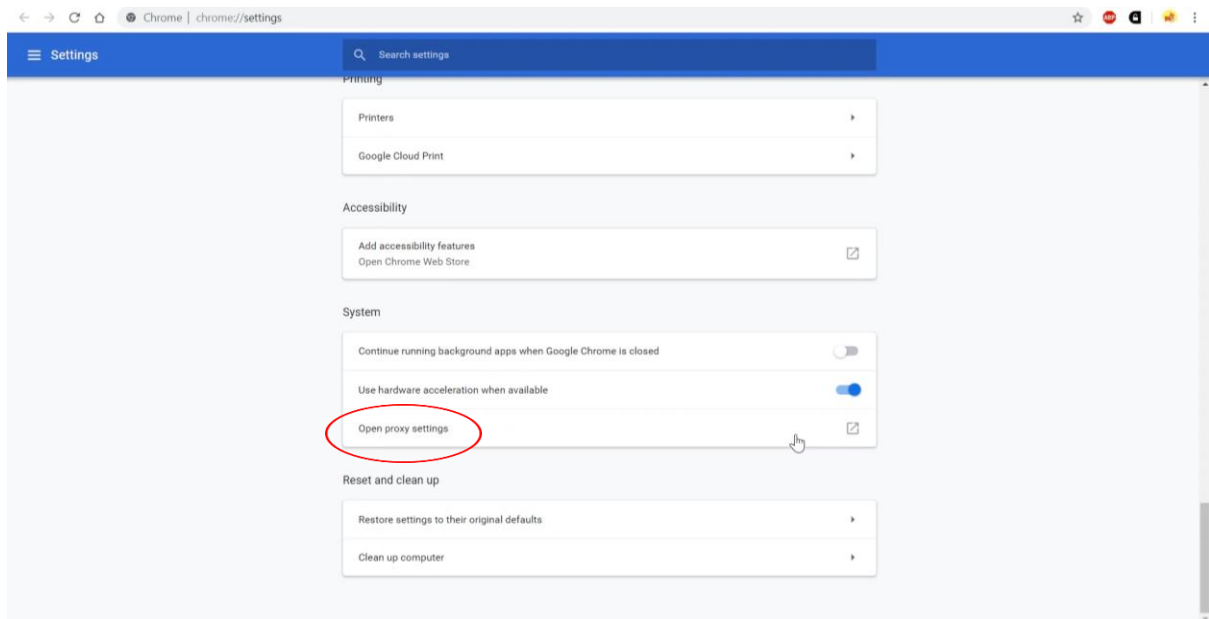 Chrome | chrome://settings
ABP
Settings
Search settings
Printing
Printers
Google Cloud Print
Accessibility
Add accessibility features
Open Chrome Web Store
System
Continue running background apps when Google Chrome is closed
Use hardware acceleration when available
Open proxy settings
Reset and clean up
Restore settings to their original defaults
Clean up computer